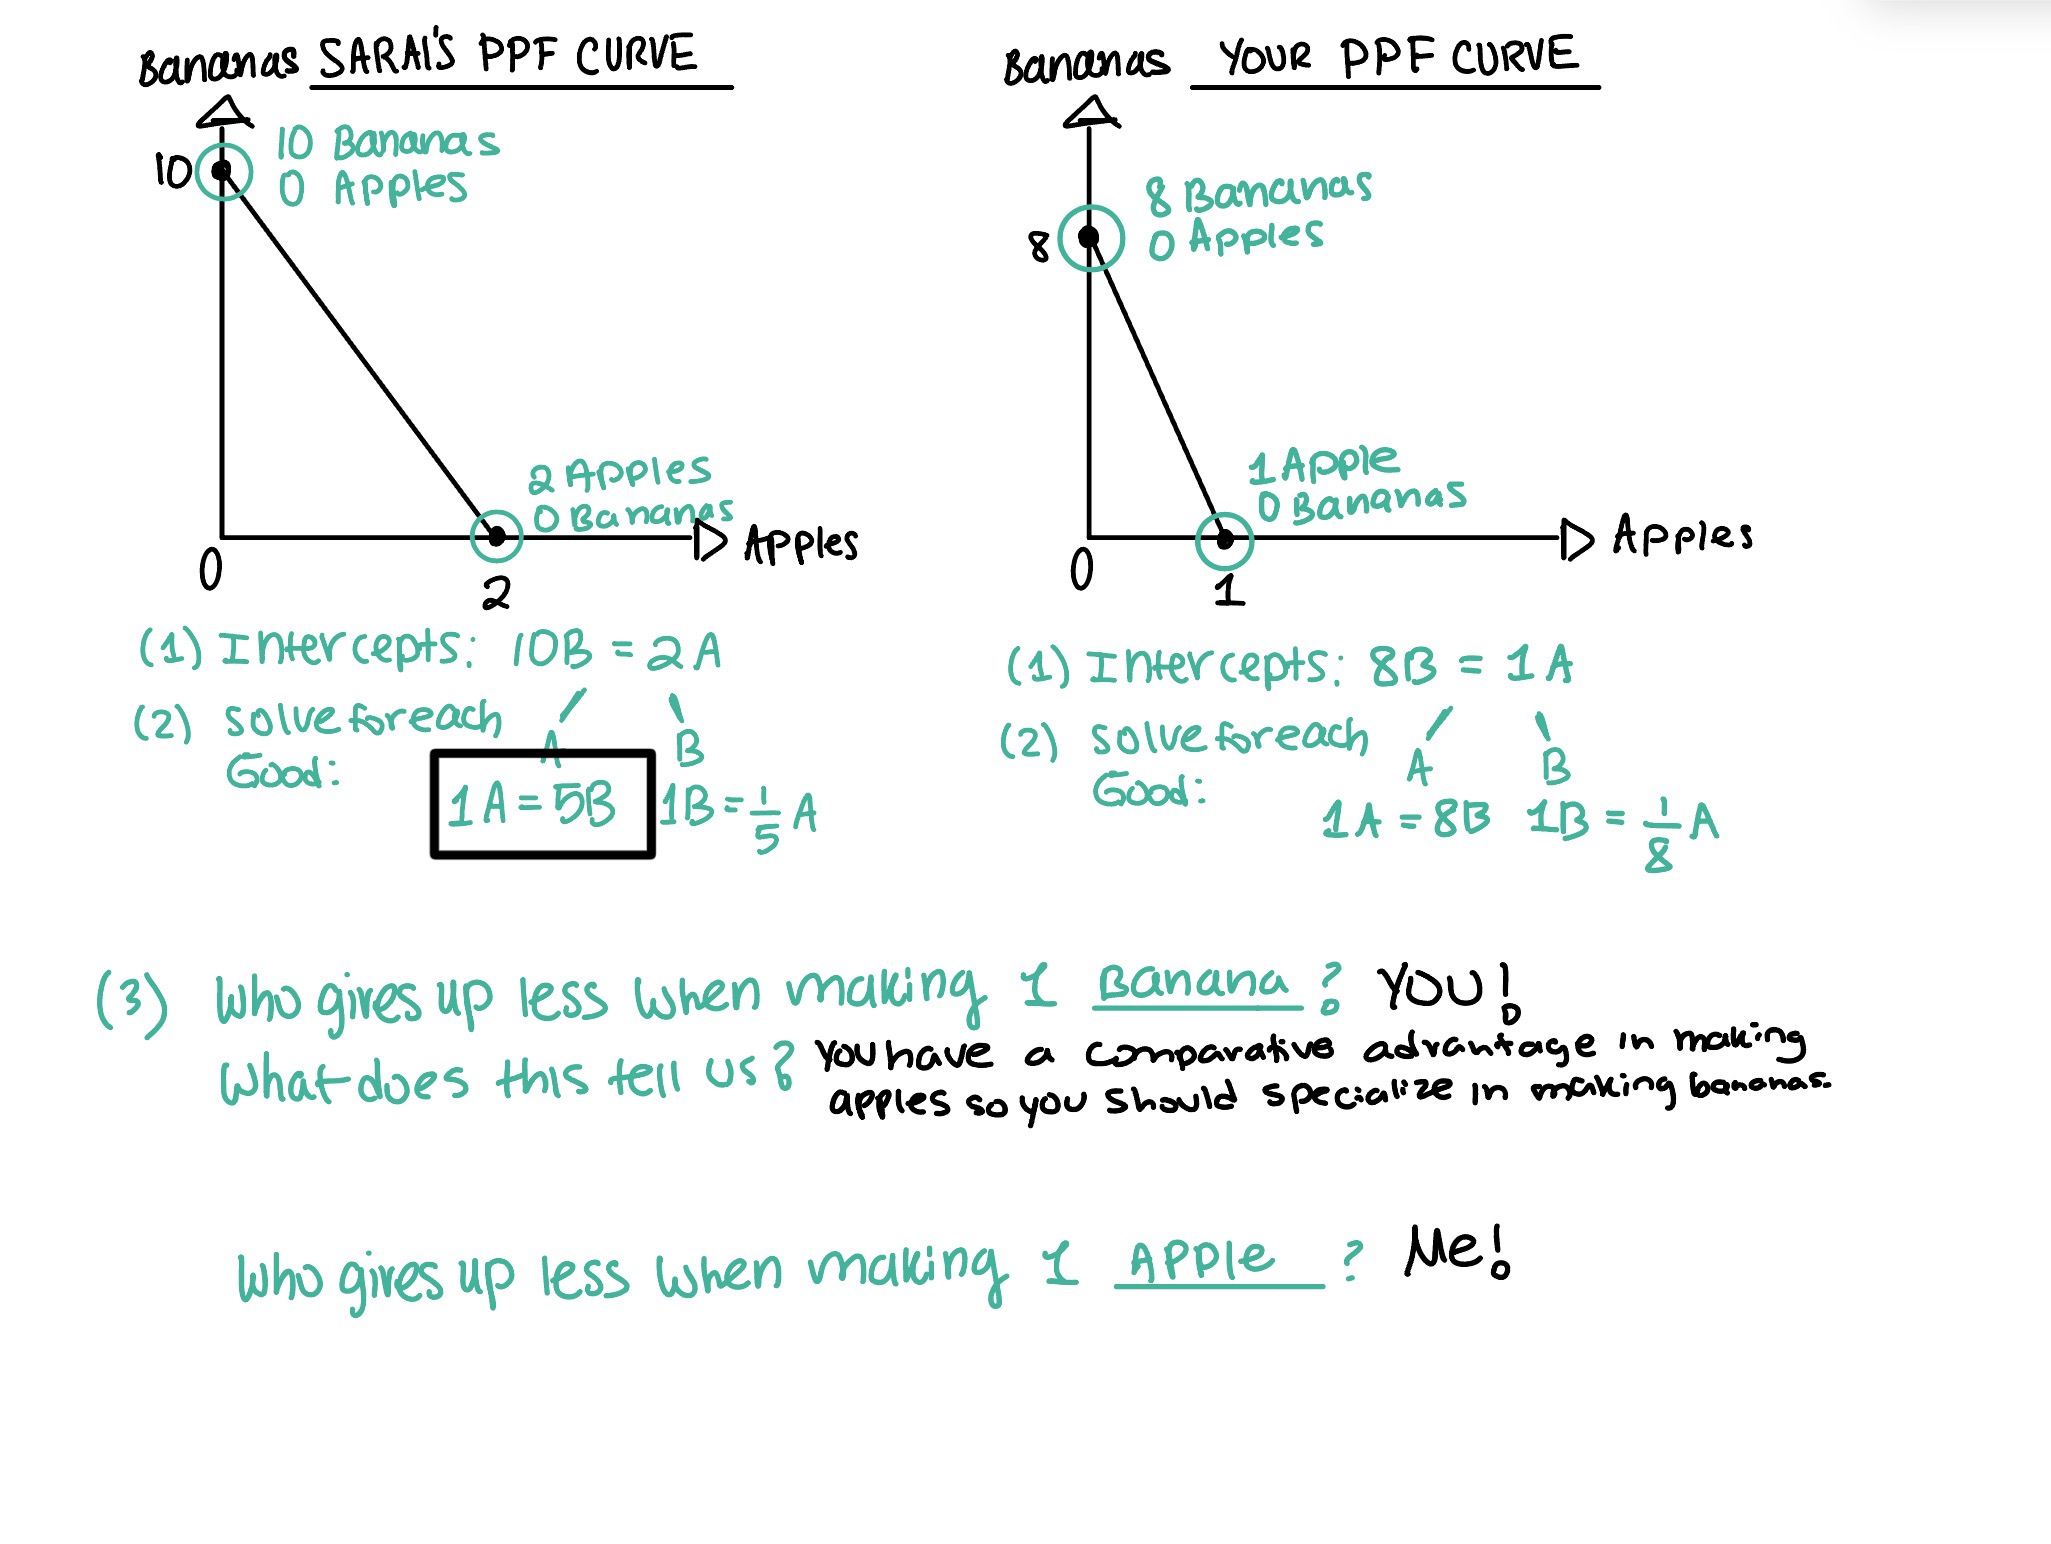 Bananas SARAI'S PPF CURVE
10 Bananas
0 Apples
10
2 Apples
0 Bananas
Apples
0
2
(1) Intercepts: 10B = 2A
(2) solve for each
Good:
A B
1A = 5B 1B = 1/5 A
Bananas YOUR PPF CURVE
8 Bananas
0 Apples
8
1 Apple
0 Bananas
Apples
0
1
(1) Intercepts: 8B = 1A
(2) solve for each
Good:
A B
1A = 8B 1B = 1/8 A
(3) Who gives up less when making 1 Banana? YOU!
What does this tell us? You have a comparative advantage in making
apples so you should specialize in making bananas.
Who gives up less when making 1 Apple? Me!